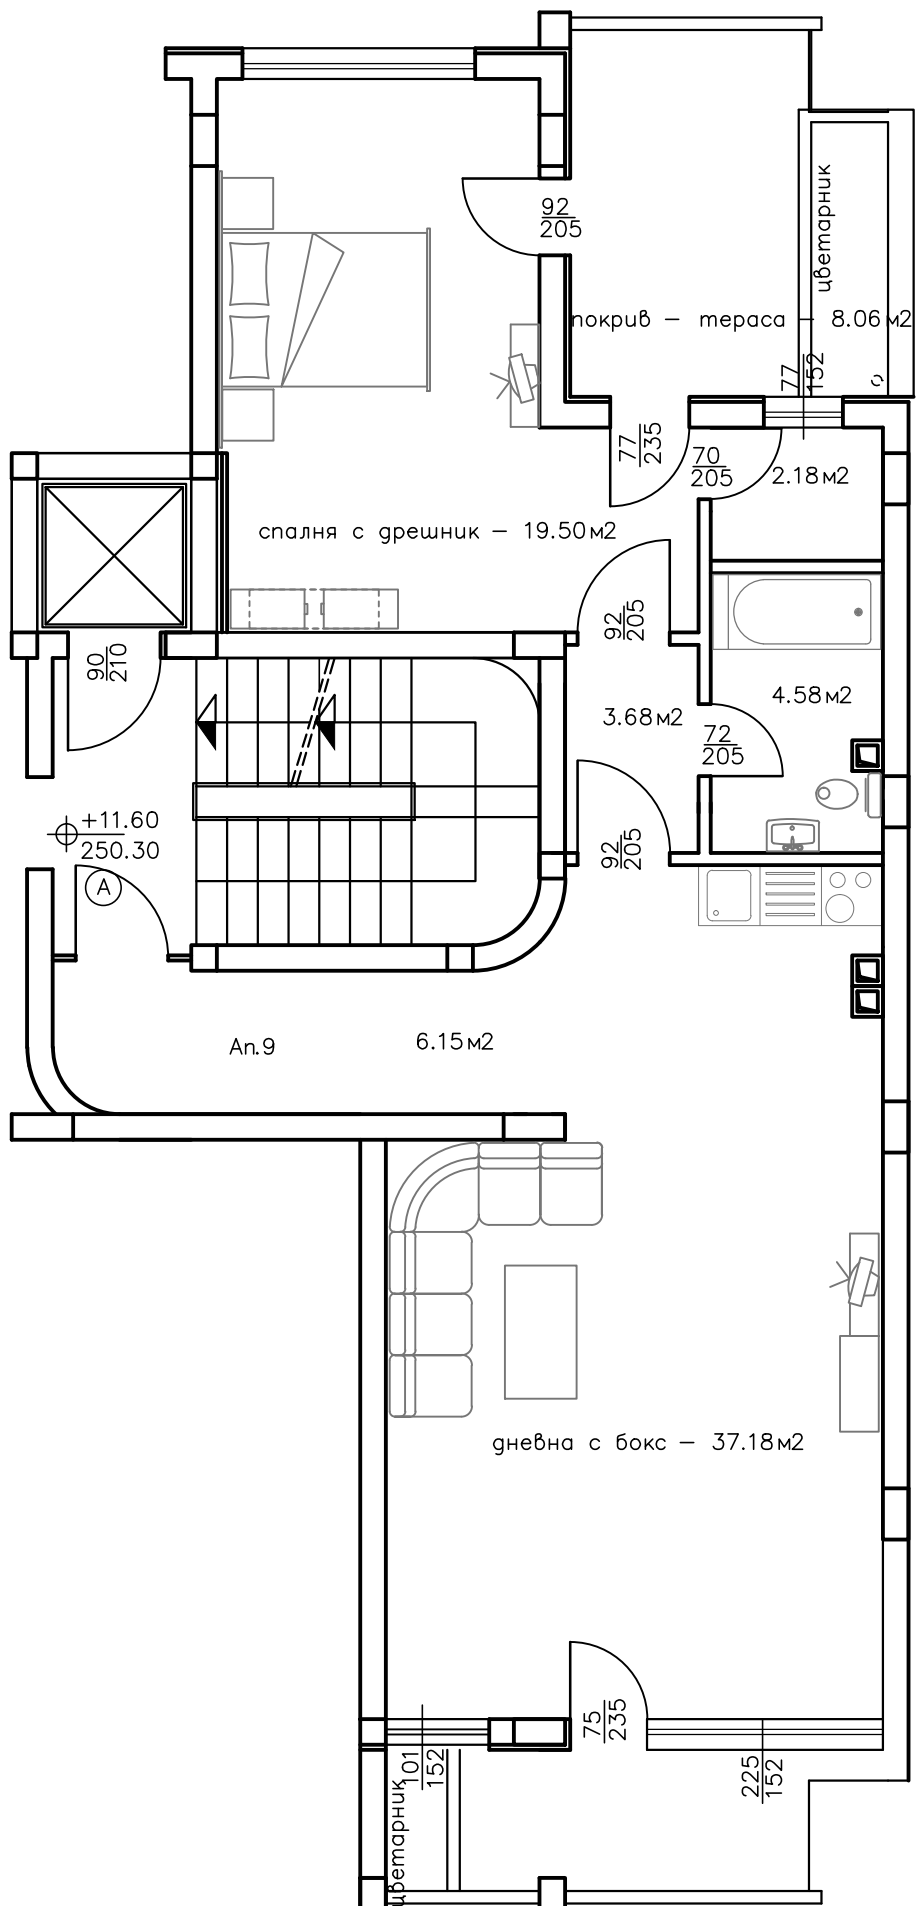 92
205
цветарник
покрив – тераса – 8.06м2
77
152
77
235
70
205
2.18м2
спалня с дрешник – 19.50м2
92
205
90
210
4.58м2
3.68м2
72
205
+11.60
250.30
A
92
205
Ап.9
6.15м2
дневна с бокс – 37.18м2
75
235
101
152
225
152
цветарник